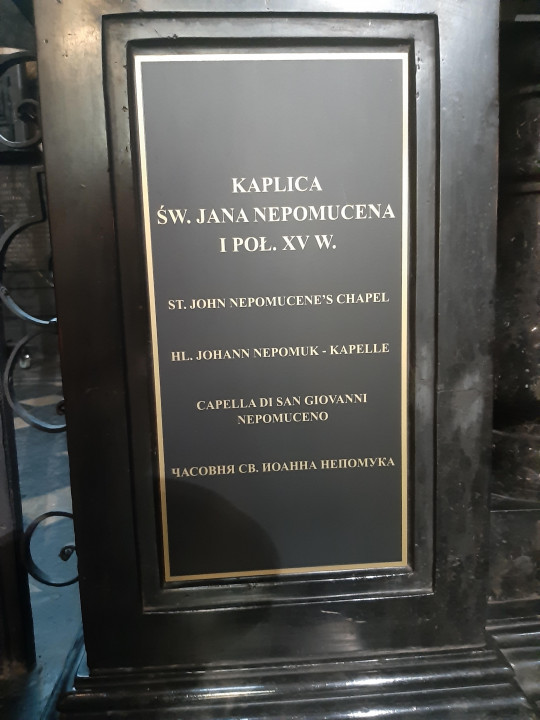 KAPLICA
ŚW. JANA NEPOMUCENA
I POŁ. XV W.
ST. JOHN NEPOMUCENE'S CHAPEL
HL. JOHANN NEPOMUK - KAPELLE
CAPELLA DI SAN GIOVANNI
NEPOMUCENO
ЧАСОВНЯ СВ. ИОАННА НЕПОМУКА